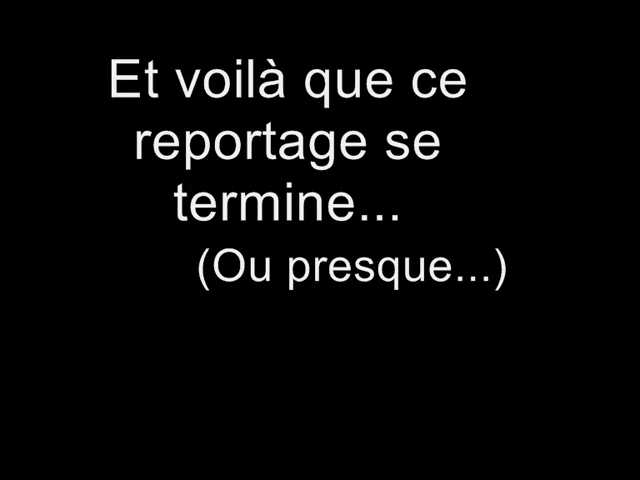 Et voilà que ce
reportage se
termine...
(Ou presque...)